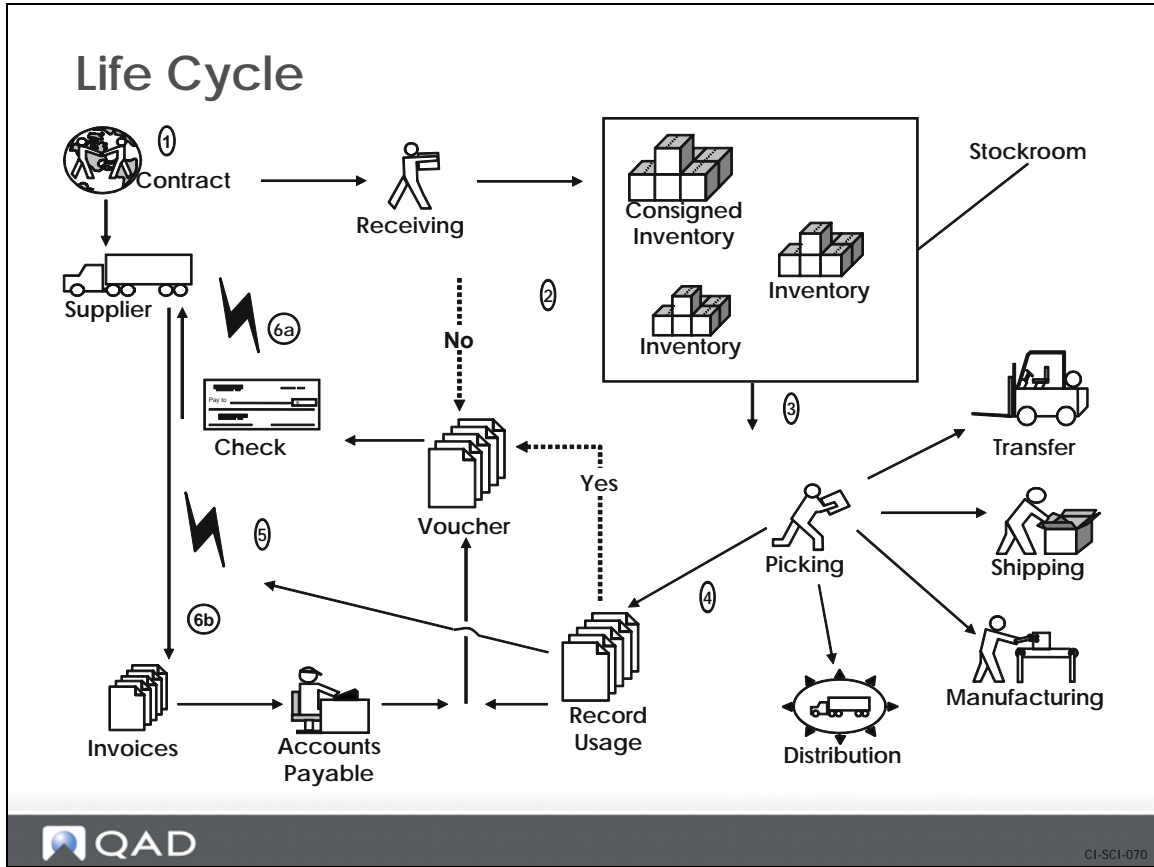 Life Cycle
1
Contract
Receiving
Stockroom
Consigned
Inventory
Inventory
Inventory
Supplier
2
6a
No
Pay to
3
Check
Transfer
Yes
Voucher
5
Picking
Shipping
4
6b
Manufacturing
Invoices
Accounts
Payable
Record
Usage
Distribution
QAD
CI-SCI-070